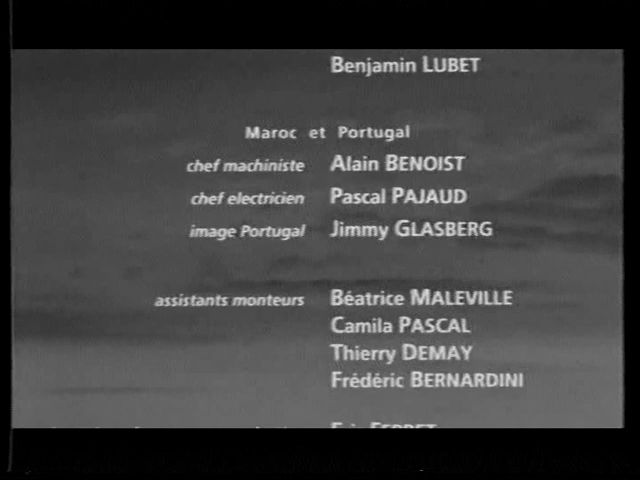 Benjamin LUBET
Maroc et Portugal
chef machiniste Alain BENOIST
chef electricien Pascal PAJAUD
image Portugal Jimmy GLASBERG
assistants monteurs Béatrice MALEVILLE
Camila PASCAL
Thierry DEMAY
Frédéric BERNARDINI